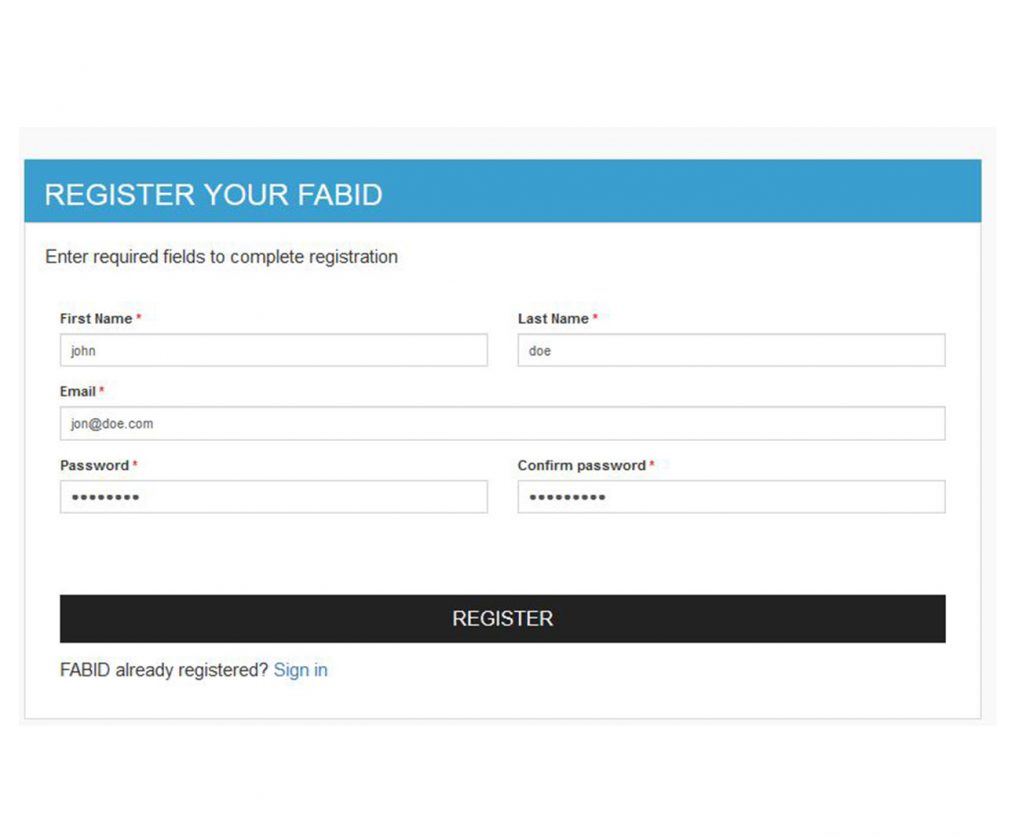 REGISTER YOUR FABID
Enter required fields to complete registration
First Name *
Last Name *
john
doe
Email *
jon@doe.com
Password *
Confirm password *
••••••••
•••••••••
REGISTER
FABID already registered? Sign in